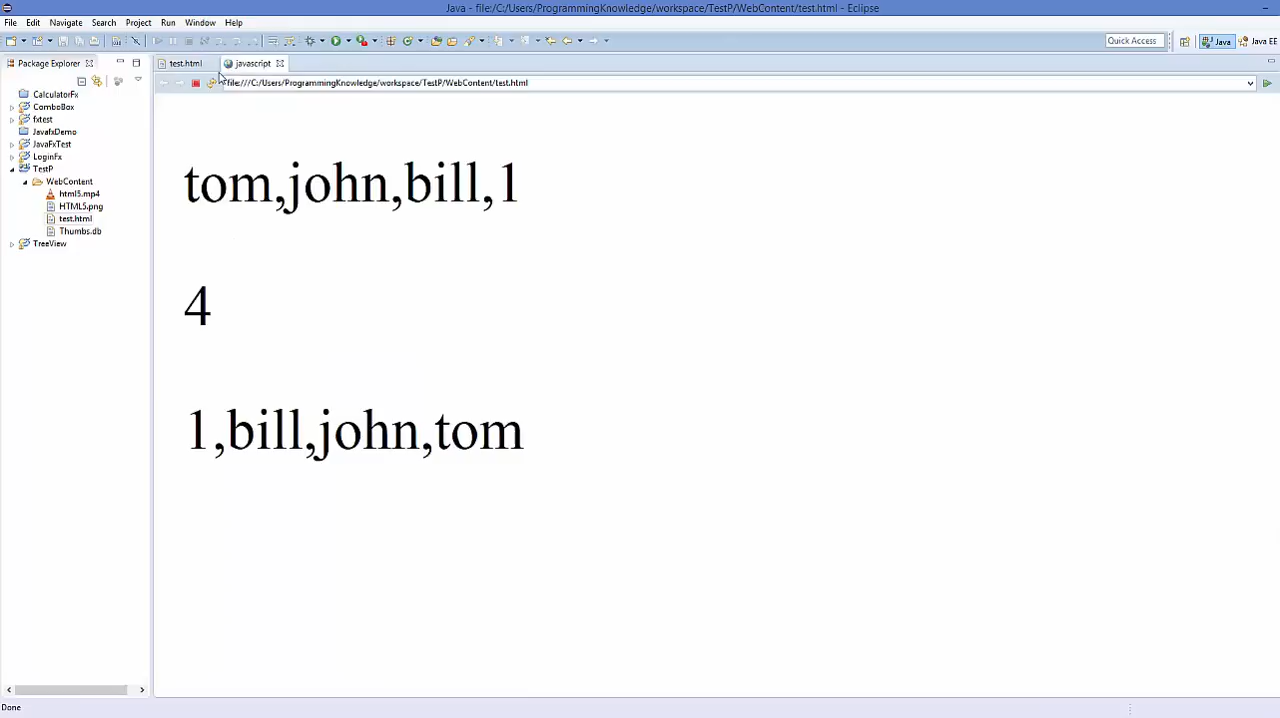 Java - file:/C:/Users/ProgrammingKnowledge/workspace/TestP/WebContent/test.html - Eclipse
File Edit Navigate Search Project Run Window Help
Quick Access Java Java EE
Package Explorer test.html javascript
file:///C:/Users/ProgrammingKnowledge/workspace/TestP/WebContent/test.html
CalculatorFx
ComboBox
fxtest
JavafxDemo
JavaFxTest
LoginFx
TestP
WebContent
html5.mp4
HTML5.png
test.html
Thumbs.db
TreeView
tom,john,bill,1
4
1,bill,john,tom
Done